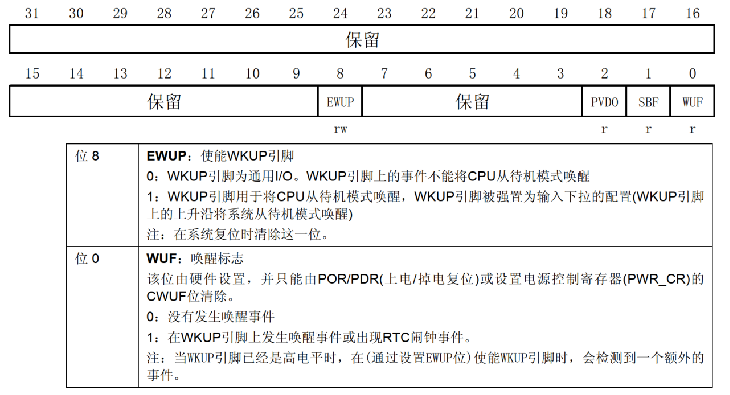 31 30 29 28 27 26 25 24 23 22 21 20 19 18 17 16
保留
15 14 13 12 11 10 9 8 7 6 5 4 3 2 1 0
保留 EWUP 保留 PVDO SBF WUF
rw r r r
位 8 EWUP：使能WKUP引脚
0：WKUP引脚为通用I/O。WKUP引脚上的事件不能将CPU从待机模式唤醒
1：WKUP引脚用于将CPU从待机模式唤醒，WKUP引脚被强置为输入下拉的配置(WKUP引脚
上的上升沿将系统从待机模式唤醒)
注：在系统复位时清除这一位。
位 0 WUF：唤醒标志
该位由硬件设置，并只能由POR/PDR(上电/掉电复位)或设置电源控制寄存器(PWR_CR)的
CWUF位清除。
0：没有发生唤醒事件
1：在WKUP引脚上发生唤醒事件或出现RTC闹钟事件。
注：当WKUP引脚已经是高电平时，在(通过设置EWUP位)使能WKUP引脚时，会检测到一个额外的
事件。